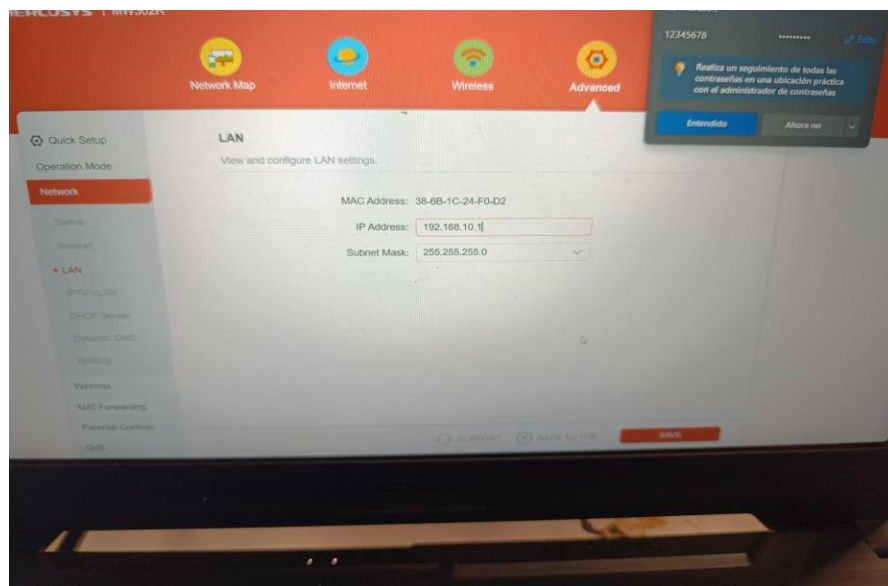 MERCUSYS | MW302R
12345678 ••••••••• Edita
Realiza un seguimiento de todas las
contraseñas en una ubicación práctica
con el administrador de contraseñas
Entendido Ahora no
Network Map Internet Wireless Advanced
Quick Setup
Operation Mode
Network
Status
Internet
LAN
IPTV/VLAN
DHCP Server
Dynamic DNS
Routing
Wireless
NAT Forwarding
Parental Controls
QoS
LAN
View and configure LAN settings.
MAC Address: 38-6B-1C-24-F0-D2
IP Address: 192.168.10.1
Subnet Mask: 255.255.255.0
SUPPORT BACK TO TOP SAVE